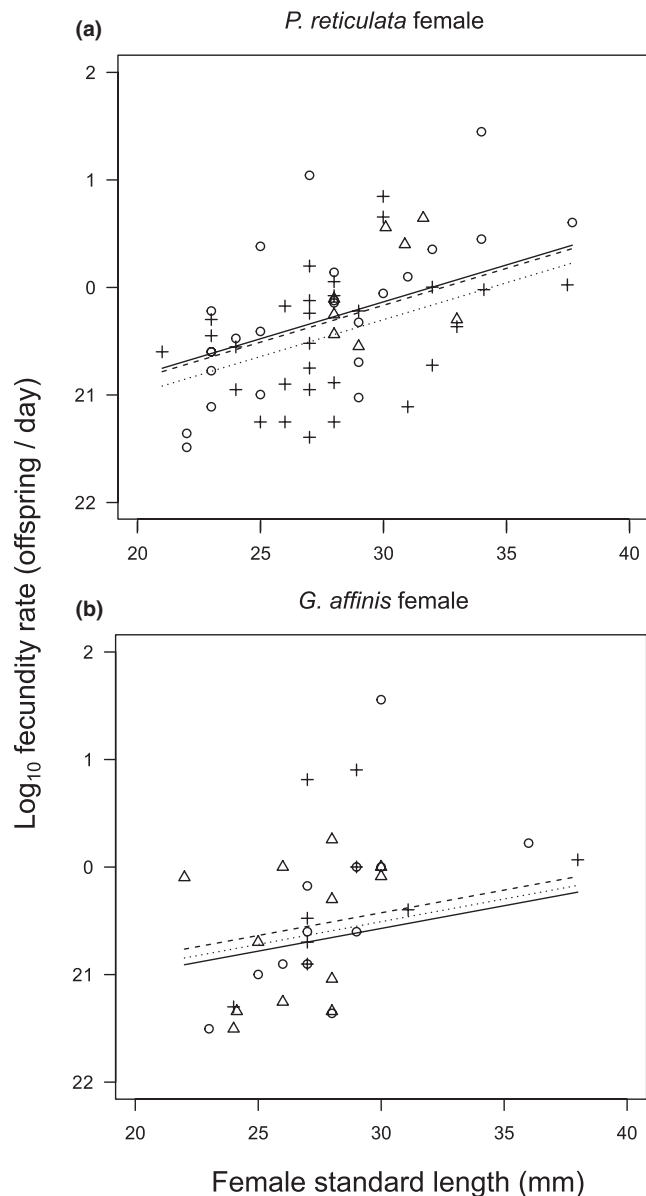 (a) P. reticulata female
2
1
0
21
22
20 25 30 35 40
(b) G. affinis female
2
1
0
21
22
20 25 30 35 40
Log₁₀ fecundity rate (offspring / day)
Female standard length (mm)